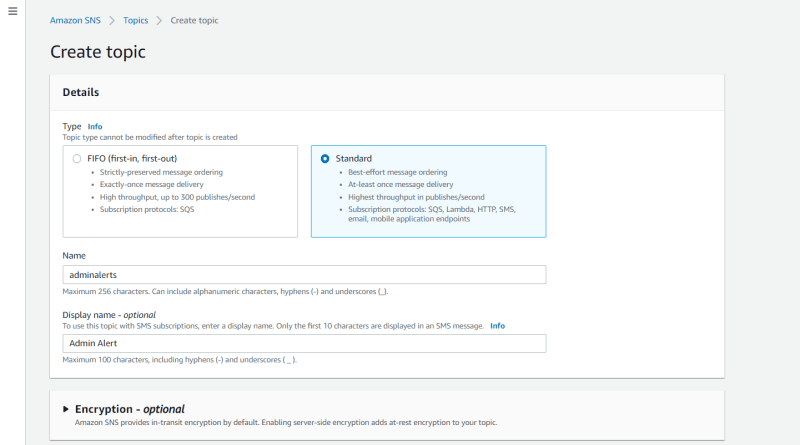 Amazon SNS > Topics > Create topic
Create topic
Details
Type Info
Topic type cannot be modified after topic is created
FIFO (first-in, first-out)
• Strictly-preserved message ordering
• Exactly-once message delivery
• High throughput, up to 300 publishes/second
• Subscription protocols: SQS
Standard
• Best-effort message ordering
• At-least once message delivery
• Highest throughput in publishes/second
• Subscription protocols: SQS, Lambda, HTTP, SMS,
email, mobile application endpoints
Name
adminalerts
Maximum 256 characters. Can include alphanumeric characters, hyphens (-) and underscores (_).
Display name - optional
To use this topic with SMS subscriptions, enter a display name. Only the first 10 characters are displayed in an SMS message. Info
Admin Alert
Maximum 100 characters, including hyphens (-) and underscores ( _ ).
Encryption - optional
Amazon SNS provides in-transit encryption by default. Enabling server-side encryption adds at-rest encryption to your topic.